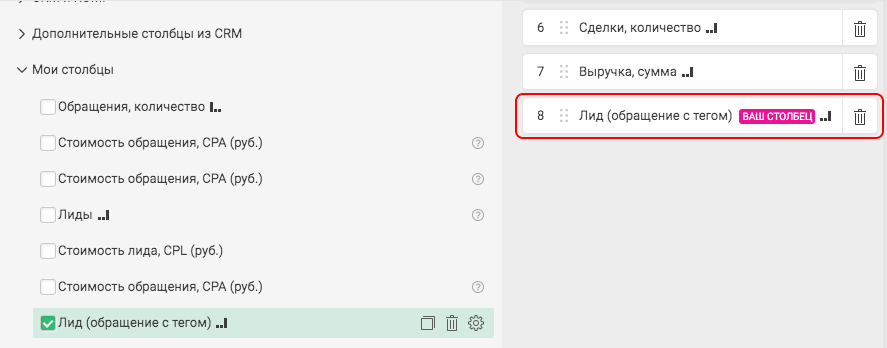 Дополнительные столбцы из CRM
Мои столбцы
Обращения, количество
Стоимость обращения, CPA (руб.)
Стоимость обращения, CPA (руб.)
Лиды
Стоимость лида, CPL (руб.)
Стоимость обращения, CPA (руб.)
Лид (обращение с тегом)
6 Сделки, количество
7 Выручка, сумма
8 Лид (обращение с тегом) ВАШ СТОЛБЕЦ